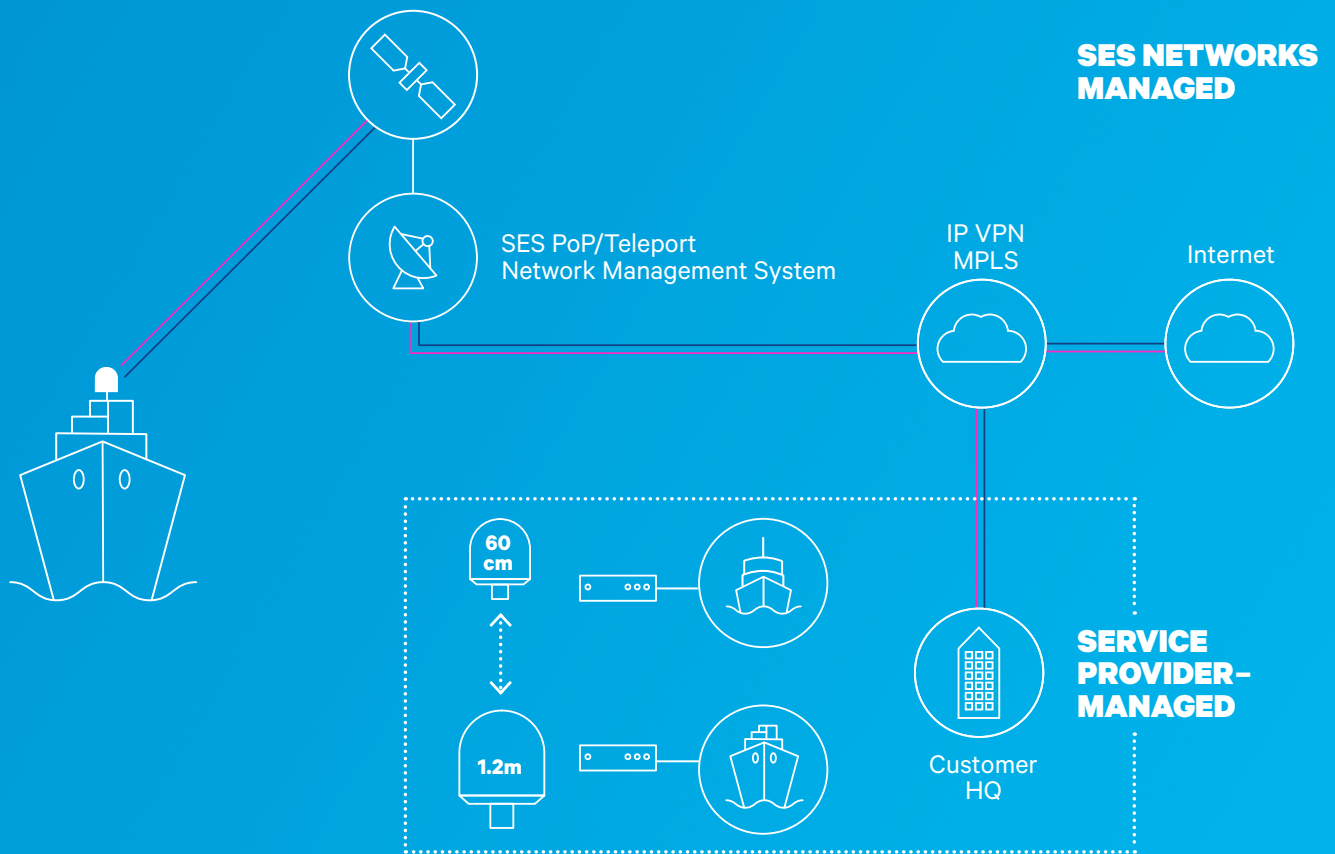 SES NETWORKS
MANAGED
SES PoP/Teleport
Network Management System
IP VPN
MPLS
Internet
60
cm
1.2m
SERVICE
PROVIDER–
MANAGED
Customer
HQ